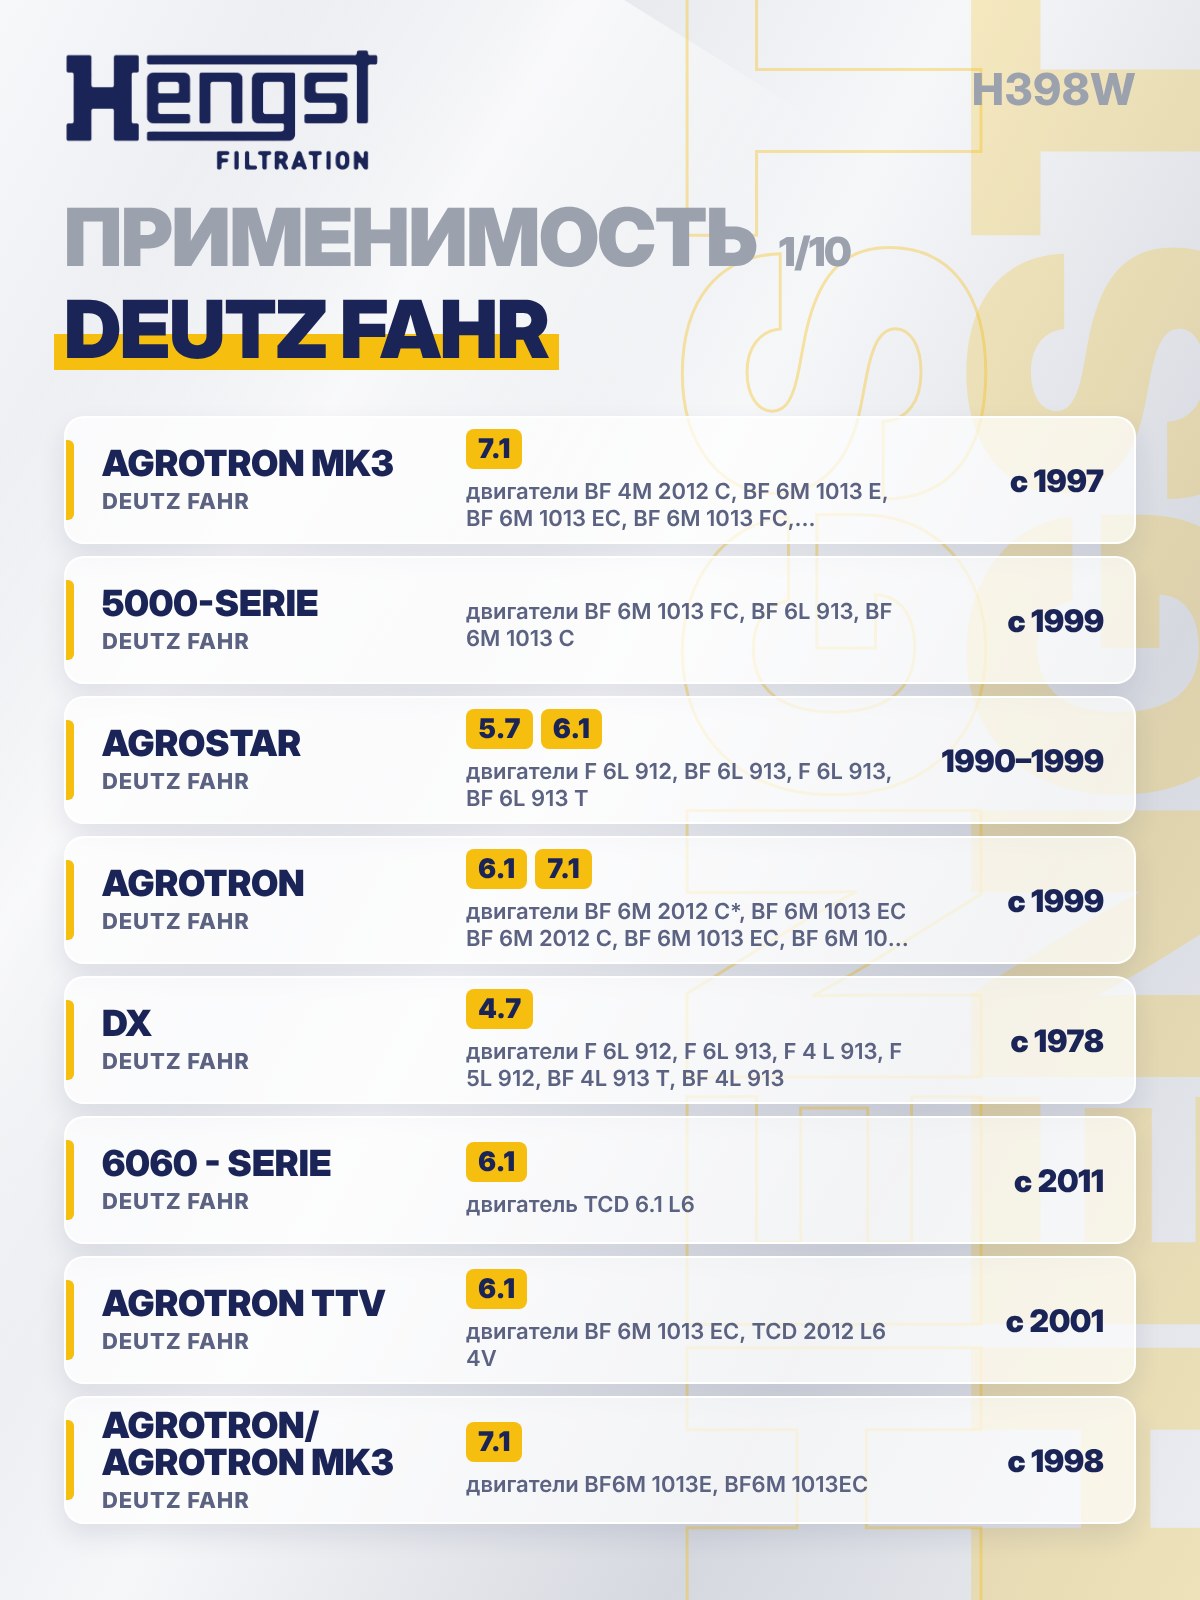 Hengst
FILTRATION
H398W
ПРИМЕНИМОСТЬ 1/10
DEUTZ FAHR
AGROTRON MK3
DEUTZ FAHR
7.1
двигатели BF 4M 2012 C, BF 6M 1013 E,
BF 6M 1013 EC, BF 6M 1013 FC,...
с 1997
5000-SERIE
DEUTZ FAHR
двигатели BF 6M 1013 FC, BF 6L 913, BF
6M 1013 C
с 1999
AGROSTAR
DEUTZ FAHR
5.7 6.1
двигатели F 6L 912, BF 6L 913, F 6L 913,
BF 6L 913 T
1990–1999
AGROTRON
DEUTZ FAHR
6.1 7.1
двигатели BF 6M 2012 C*, BF 6M 1013 EC
BF 6M 2012 C, BF 6M 1013 EC, BF 6M 10...
с 1999
DX
DEUTZ FAHR
4.7
двигатели F 6L 912, F 6L 913, F 4 L 913, F
5L 912, BF 4L 913 T, BF 4L 913
с 1978
6060 - SERIE
DEUTZ FAHR
6.1
двигатель TCD 6.1 L6
с 2011
AGROTRON TTV
DEUTZ FAHR
6.1
двигатели BF 6M 1013 EC, TCD 2012 L6
4V
с 2001
AGROTRON/
AGROTRON MK3
DEUTZ FAHR
7.1
двигатели BF6M 1013E, BF6M 1013EC
с 1998
HENGST
HENGST